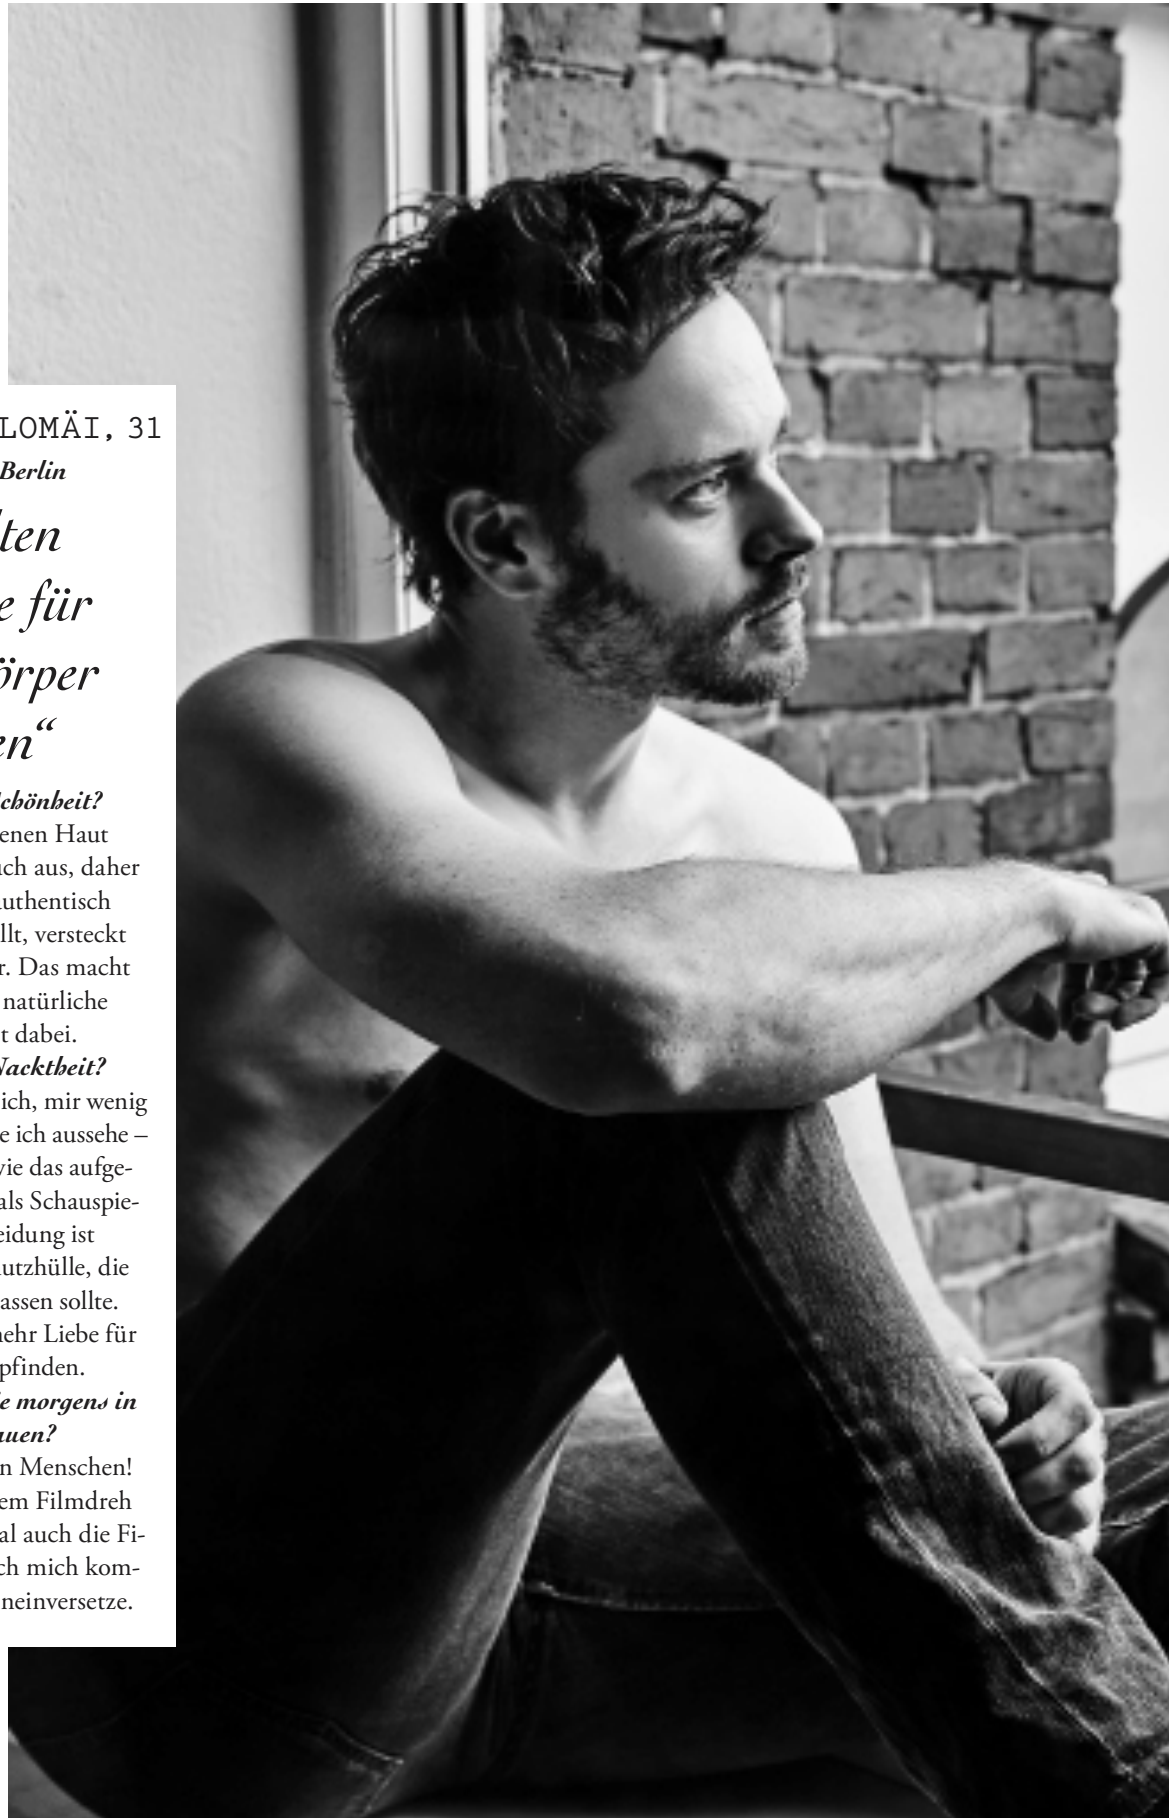 LOMÄI, 31
Berlin
ten
e für
örper
en“
chönheit?
enen Haut
ch aus, daher
uthentisch
llt, versteckt
r. Das macht
natürliche
t dabei.
Nacktheit?
ich, mir wenig
e ich aussehe –
wie das aufge-
als Schauspie-
eidung ist
utzhülle, die
assen sollte.
ehr Liebe für
pfinden.
e morgens in
auen?
n Menschen!
em Filmdreh
al auch die Fi-
ch mich kom-
neinversetze.